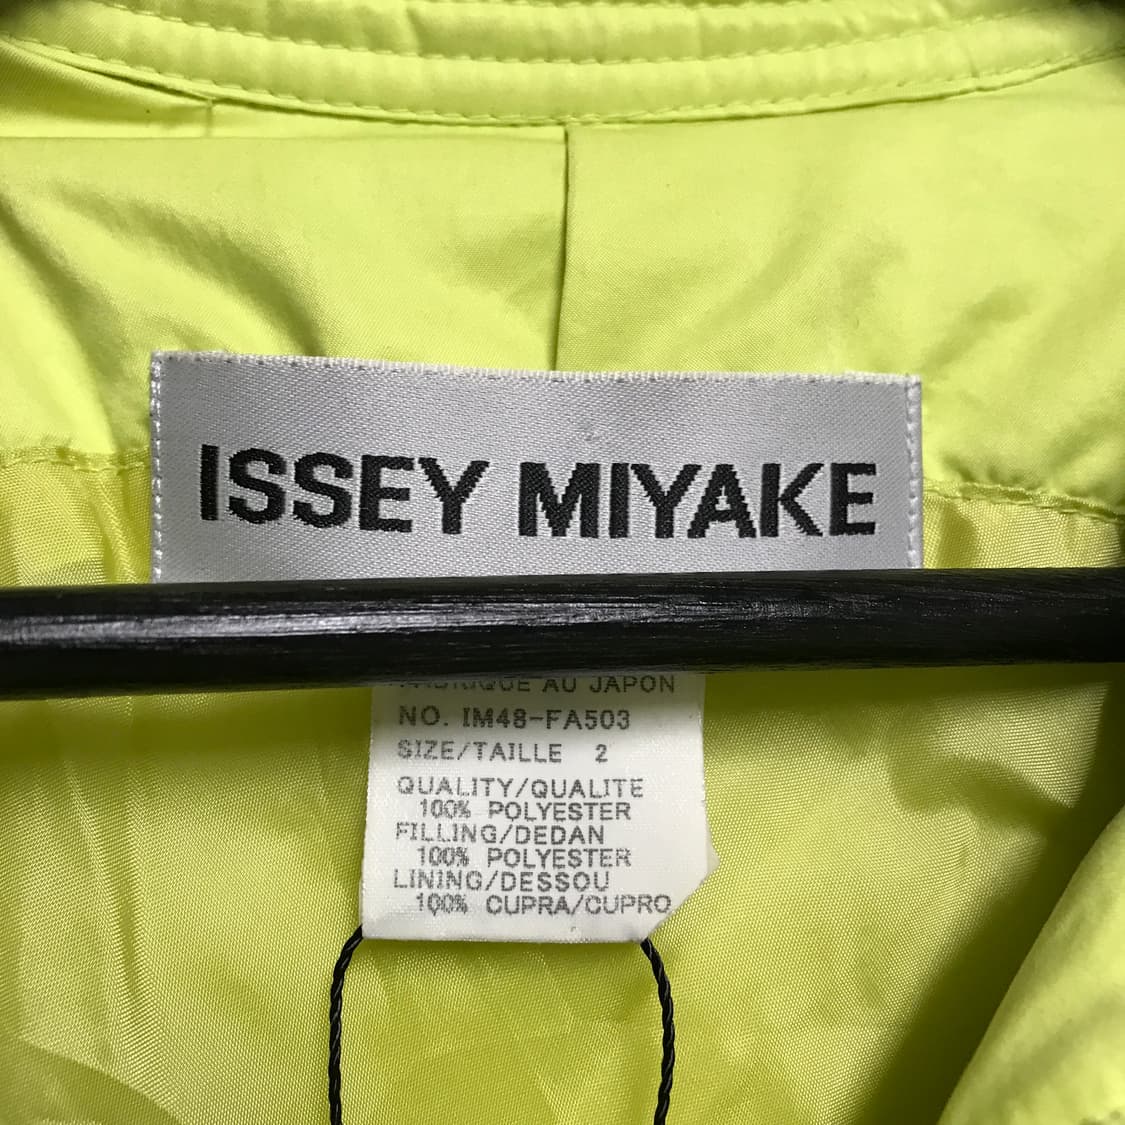 ISSEY MIYAKE
FABRIQUE AU JAPON
NO. IM48-FA503
SIZE/TAILLE 2
QUALITY/QUALITE
100% POLYESTER
FILLING/DEDAN
100% POLYESTER
LINING/DESSOU
100% CUPRA/CUPRO